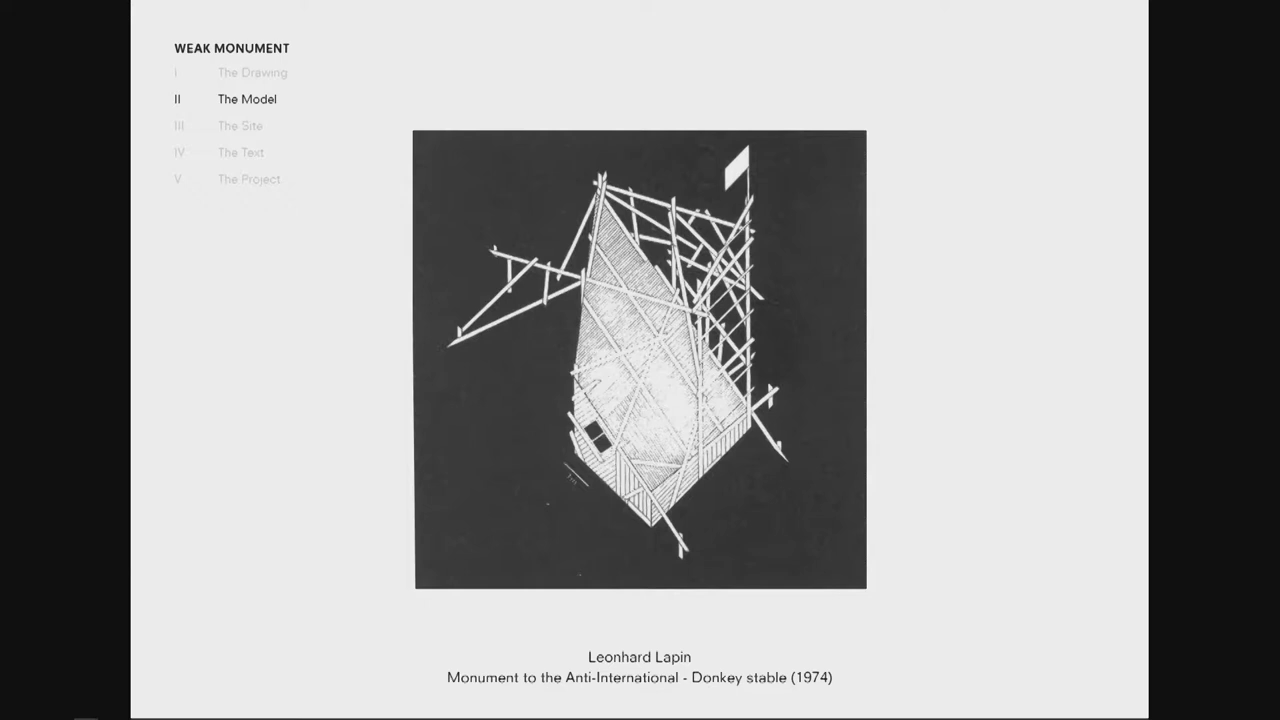 WEAK MONUMENT
I The Drawing
II The Model
III The Site
IV The Text
V The Project
Leonhard Lapin
Monument to the Anti-International - Donkey stable (1974)